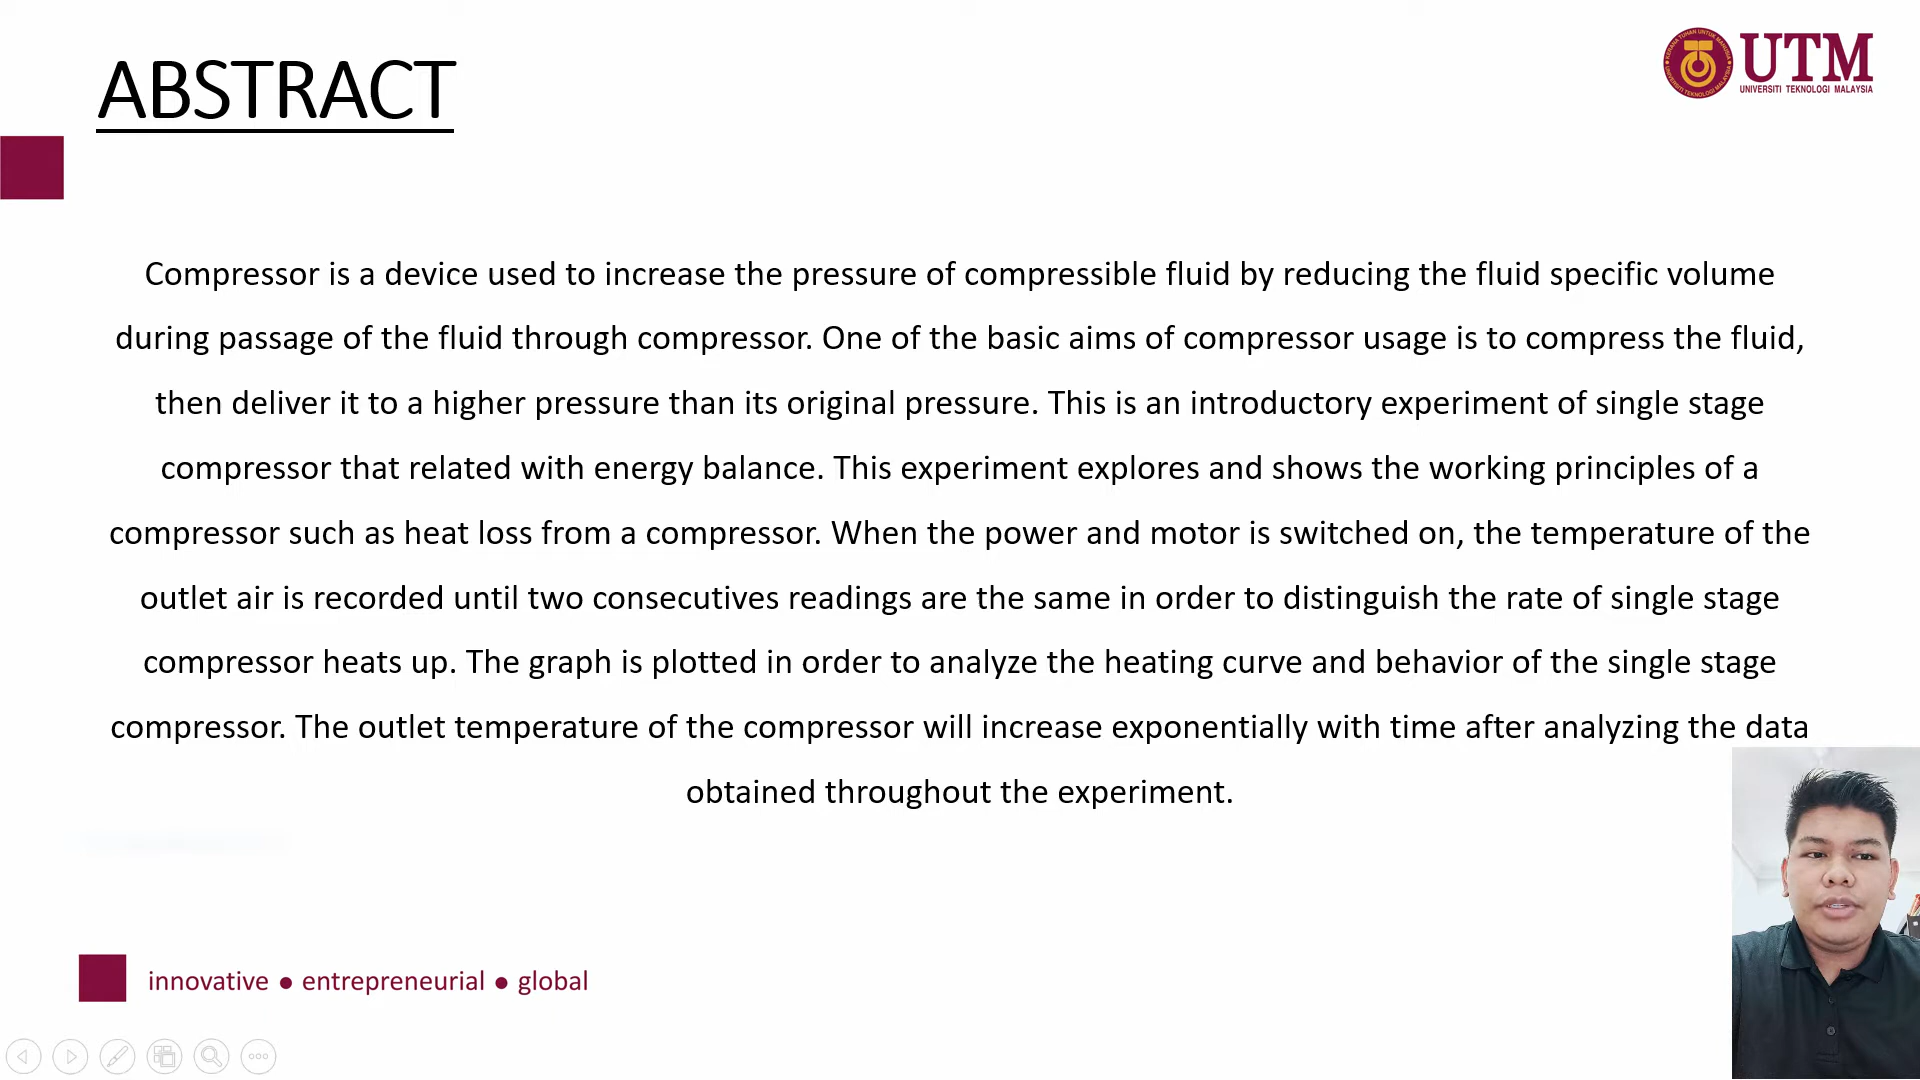 ABSTRACT
UTM
UNIVERSITI TEKNOLOGI MALAYSIA
Compressor is a device used to increase the pressure of compressible fluid by reducing the fluid specific volume
during passage of the fluid through compressor. One of the basic aims of compressor usage is to compress the fluid,
then deliver it to a higher pressure than its original pressure. This is an introductory experiment of single stage
compressor that related with energy balance. This experiment explores and shows the working principles of a
compressor such as heat loss from a compressor. When the power and motor is switched on, the temperature of the
outlet air is recorded until two consecutives readings are the same in order to distinguish the rate of single stage
compressor heats up. The graph is plotted in order to analyze the heating curve and behavior of the single stage
compressor. The outlet temperature of the compressor will increase exponentially with time after analyzing the data
obtained throughout the experiment.
innovative ● entrepreneurial ● global